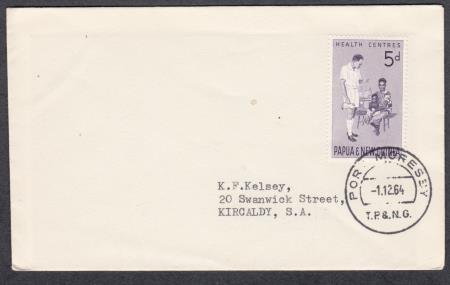 HEALTH CENTRES
5d
PAPUA & NEW GUINEA
PORT MORESBY
-1.12.64
T.P.& N.G.
K.F.Kelsey,
20 Swanwick Street,
KIRCALDY, S.A.